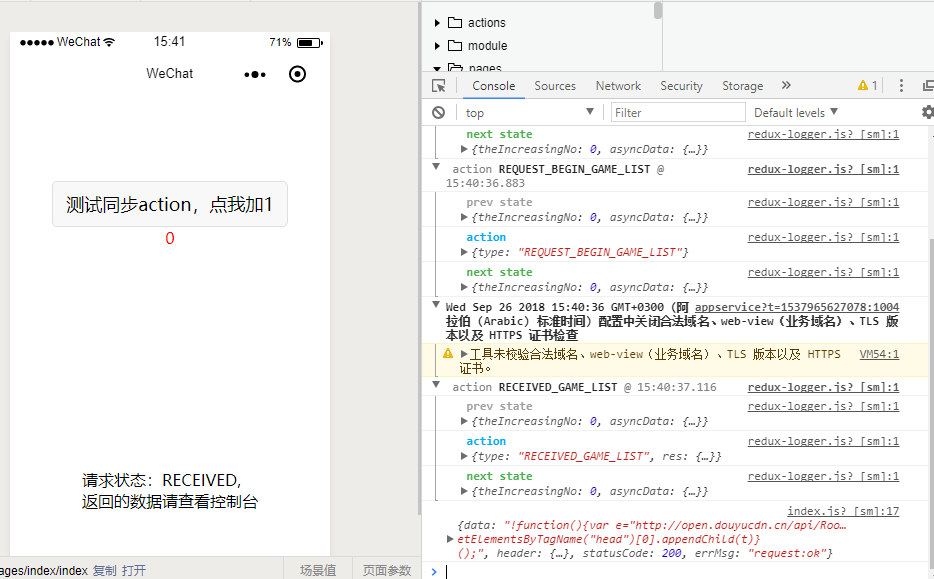 WeChat
15:41
71%
WeChat
测试同步action，点我加1
0
请求状态：RECEIVED,
返回的数据请查看控制台
ages/index/index 复制 打开
场景值
页面参数
actions
module
pages
Console Sources Network Security Storage
1
top
Filter
Default levels
next state redux-logger.js? [sm]:1
{theIncreasingNo: 0, asyncData: {…}}
action REQUEST_BEGIN_GAME_LIST @ redux-logger.js? [sm]:1
15:40:36.883
prev state redux-logger.js? [sm]:1
{theIncreasingNo: 0, asyncData: {…}}
action redux-logger.js? [sm]:1
{type: "REQUEST_BEGIN_GAME_LIST"}
next state redux-logger.js? [sm]:1
{theIncreasingNo: 0, asyncData: {…}}
Wed Sep 26 2018 15:40:36 GMT+0300 (阿 appservice?t=1537965627078:1004
拉伯 (Arabic) 标准时间) 配置中关闭合法域名、web-view（业务域名）、TLS 版
本以及 HTTPS 证书检查
工具未校验合法域名、web-view（业务域名）、TLS 版本以及 HTTPS VM54:1
证书。
action RECEIVED_GAME_LIST @ 15:40:37.116 redux-logger.js? [sm]:1
prev state redux-logger.js? [sm]:1
{theIncreasingNo: 0, asyncData: {…}}
action redux-logger.js? [sm]:1
{type: "RECEIVED_GAME_LIST", res: {…}}
next state redux-logger.js? [sm]:1
{theIncreasingNo: 0, asyncData: {…}}
index.js? [sm]:17
{data: "!function(){var e="http://open.douyucdn.cn/api/Roo…
etElementsByTagName("head")[0].appendChild(t)}
();", header: {…}, statusCode: 200, errMsg: "request:ok"}